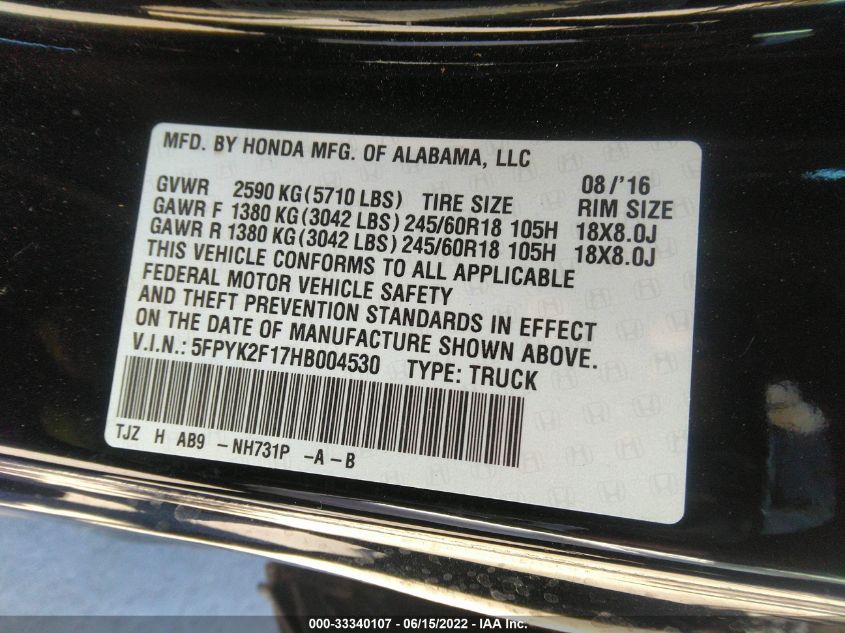 MFD. BY HONDA MFG. OF ALABAMA, LLC
08/'16
GVWR 2590 KG(5710 LBS) TIRE SIZE RIM SIZE
GAWR F 1380 KG(3042 LBS) 245/60R18 105H 18X8.0J
GAWR R 1380 KG(3042 LBS) 245/60R18 105H 18X8.0J
THIS VEHICLE CONFORMS TO ALL APPLICABLE
FEDERAL MOTOR VEHICLE SAFETY
AND THEFT PREVENTION STANDARDS IN EFFECT
ON THE DATE OF MANUFACTURE SHOWN ABOVE.
V.I.N.: 5FPYK2F17HB004530 TYPE: TRUCK
TJZ H AB9 -NH731P -A-B
000-33340107 - 06/15/2022 - IAA Inc.